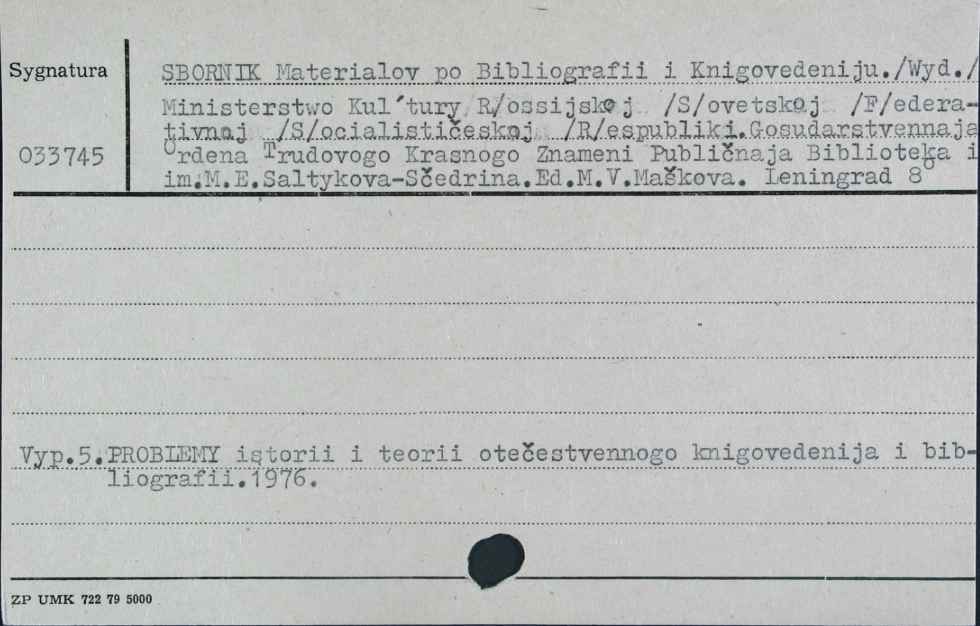 Sygnatura
SBORNIK Materialov po Bibliografii i Knigovedeniju./Wyd./
Ministerstwo Kul´tury R/ossijskoj /S/ovetskoj /F/edera-
tivnoj /S/ocialističeskoj /R/espubliki.Gosudarstvennaja
033745
Ordena Trudovogo Krasnogo Znameni Publičnaja Biblioteka i
im.M.E.Saltykova-Sčedrina.Ed.M.V.Maškova. Leningrad 8°
Vyp.5.PROBLEMY istorii i teorii otečestvennogo knigovedenija i bib-
liografii.1976.
ZP UMK 722 79 5000